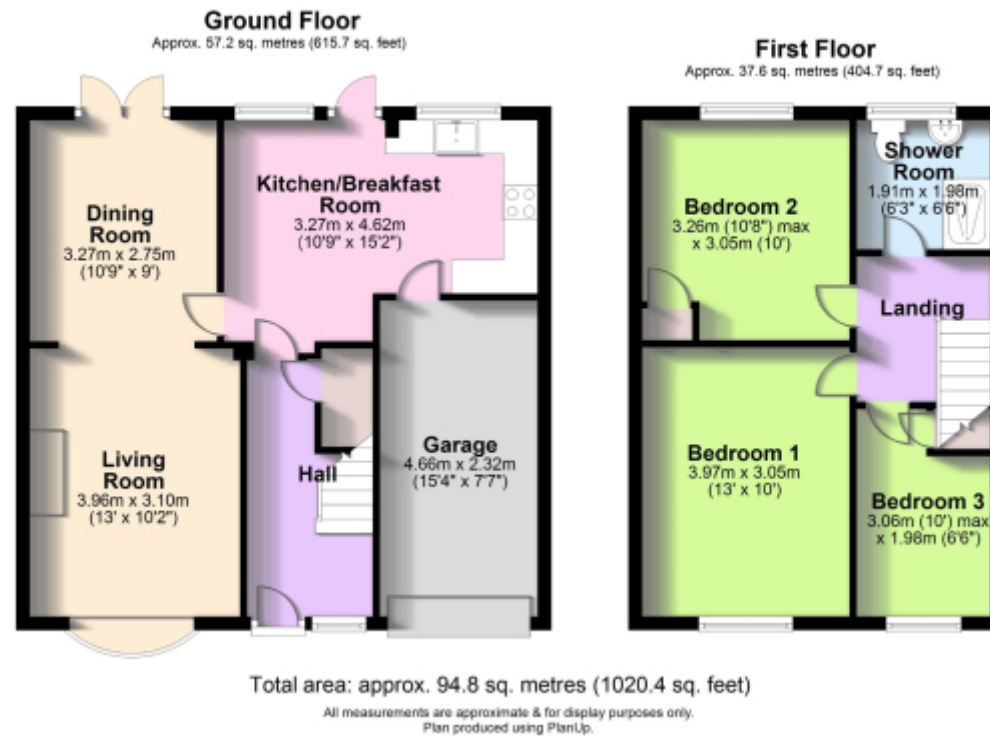 Ground Floor
Approx. 57.2 sq. metres (615.7 sq. feet)
Dining
Room
3.27m x 2.75m
(10'9" x 9')
Kitchen/Breakfast
Room
3.27m x 4.62m
(10'9" x 15'2")
Living
Room
3.96m x 3.10m
(13' x 10'2")
Hall
Garage
4.66m x 2.32m
(15'4" x 7'7")
First Floor
Approx. 37.6 sq. metres (404.7 sq. feet)
Bedroom 2
3.26m (10'8") max
x 3.05m (10')
Shower
Room
1.91m x 1.98m
(6'3" x 6'6")
Landing
Bedroom 1
3.97m x 3.05m
(13' x 10')
Bedroom 3
3.06m (10') max
x 1.98m (6'6")
Total area: approx. 94.8 sq. metres (1020.4 sq. feet)
All measurements are approximate & for display purposes only.
Plan produced using PlanUp.